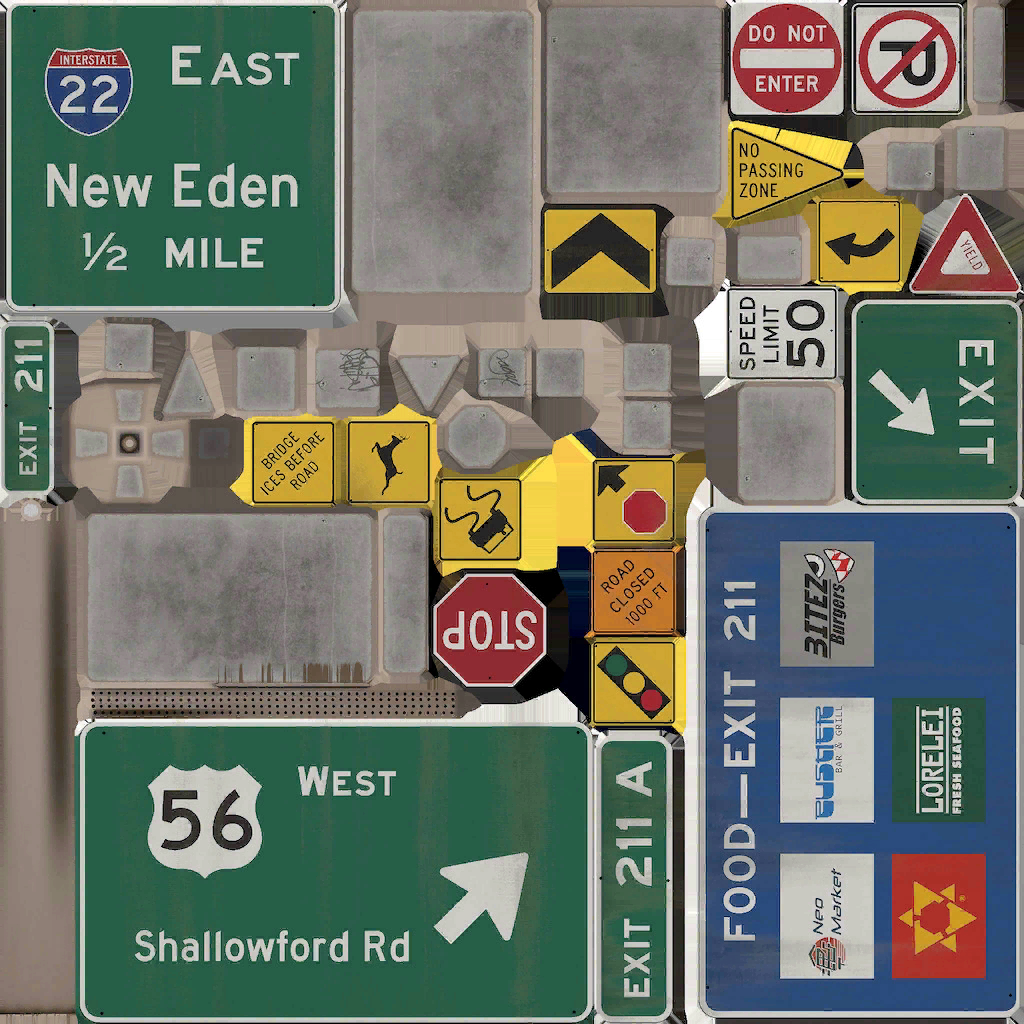 INTERSTATE
22
EAST
New Eden
½ MILE
DO NOT
ENTER
P
NO
PASSING
ZONE
YIELD
SPEED
LIMIT
50
EXIT
EXIT 211
BRIDGE
ICES BEFORE
ROAD
STOP
ROAD
CLOSED
1000 FT
FOOD—EXIT 211
BITEZ
Burgers
BAR & GRILL
LORELEI
FRESH SEAFOOD
Neo
Market
56
WEST
Shallowford Rd
EXIT 211 A